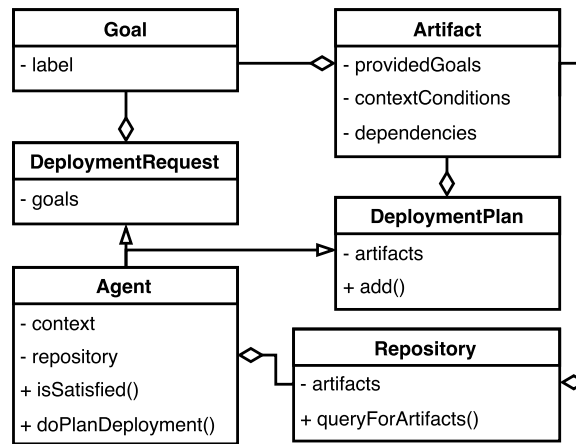 Goal
- label
Artifact
- providedGoals
- contextConditions
- dependencies
DeploymentRequest
- goals
DeploymentPlan
- artifacts
+ add()
Agent
- context
- repository
+ isSatisfied()
+ doPlanDeployment()
Repository
- artifacts
+ queryForArtifacts()